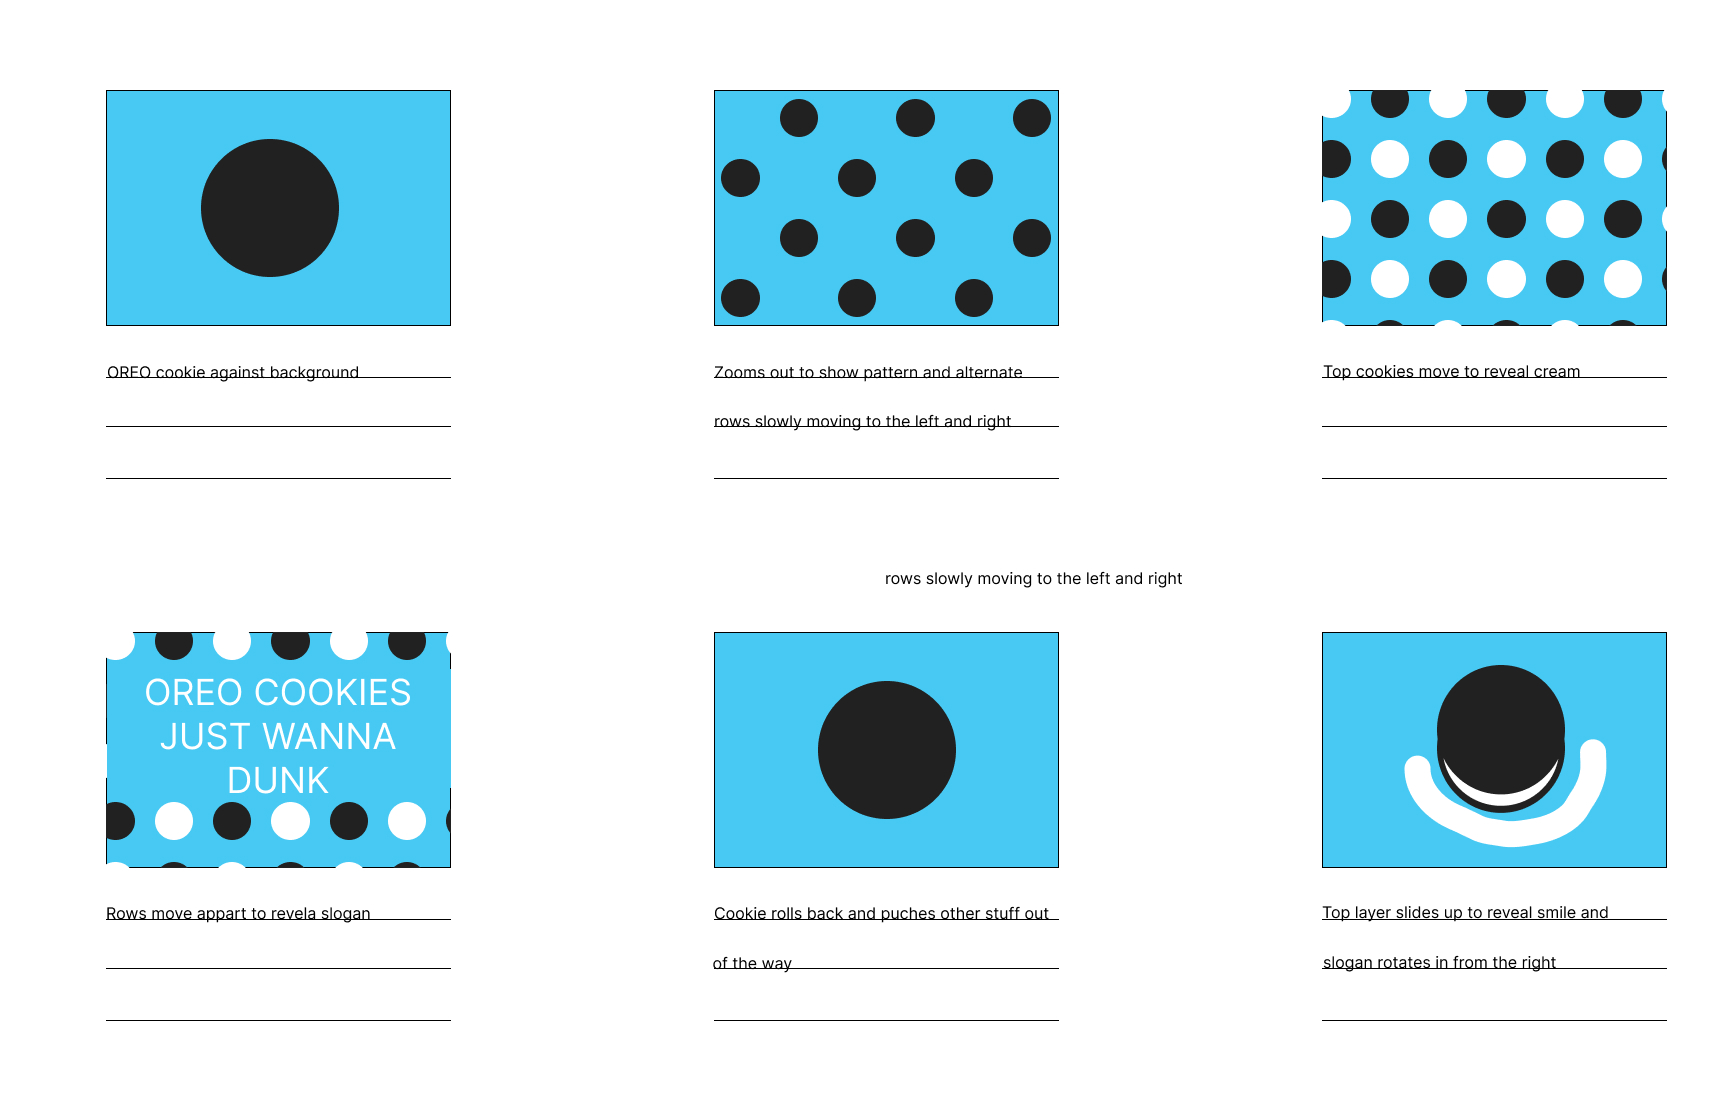 OREO cookie against background
Zooms out to show pattern and alternate
rows slowly moving to the left and right
Top cookies move to reveal cream
rows slowly moving to the left and right
OREO COOKIES
JUST WANNA
DUNK
Rows move appart to revela slogan
Cookie rolls back and puches other stuff out
of the way
Top layer slides up to reveal smile and
slogan rotates in from the right